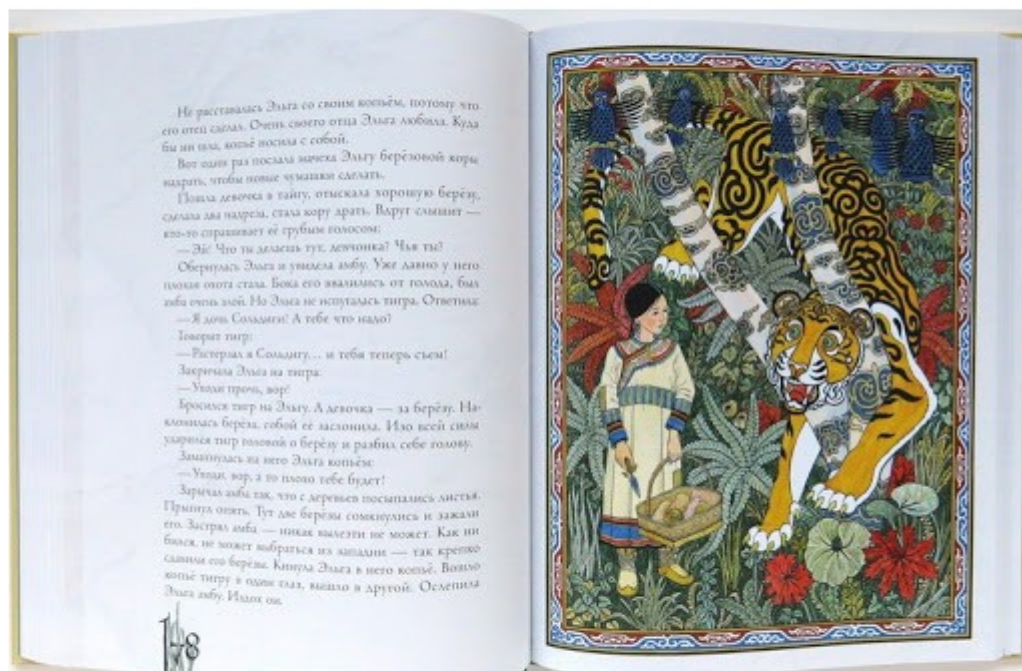 Не расставалась Эльга со своим копьём, потому что
его отец сделал. Очень своего отца Эльга любила. Куда
бы ни шла, копьё носила с собой.
Вот один раз послала мачеха Эльгу берёзовой коры
надрать, чтобы новые чумашки сделать.
Пошла девочка в тайгу, отыскала хорошую берёзу,
сделала два надреза, стала кору драть. Вдруг слышит —
кто-то спрашивает её грубым голосом:
— Эй! Что ты делаешь тут, девчонка? Чья ты?
Обернулась Эльга и увидела амбу. Уже давно у него
плохая охота стала. Бока его ввалились от голода, был
амба очень злой. Но Эльга не испугалась тигра. Ответила:
— Я дочь Сольдиги! А тебе что надо?
Говорит тигр:
— Растерзал я Сольдигу… и тебя теперь съем!
Закричала Эльга на тигра:
— Уходи прочь, вор!
Бросился тигр на Эльгу. А девочка — за берёзу. На-
клонилась берёза, собой её заслонила. Изо всей силы
ударился тигр головой о берёзу и разбил себе голову.
Замахнулась на него Эльга копьём:
— Уходи, вор, а то плохо тебе будет!
Зарычал амба так, что с деревьев посыпались листья.
Прыгнул опять. Тут две берёзы сомкнулись и зажали
его. Застрял амба — никак вылезти не может. Как ни
бился, не может выбраться из западни — так крепко
сдавили его берёзы. Кинула Эльга в него копьё. Вошло
копьё тигру в один глаз, вышло в другой. Ослепила
Эльга амбу. Издох он.